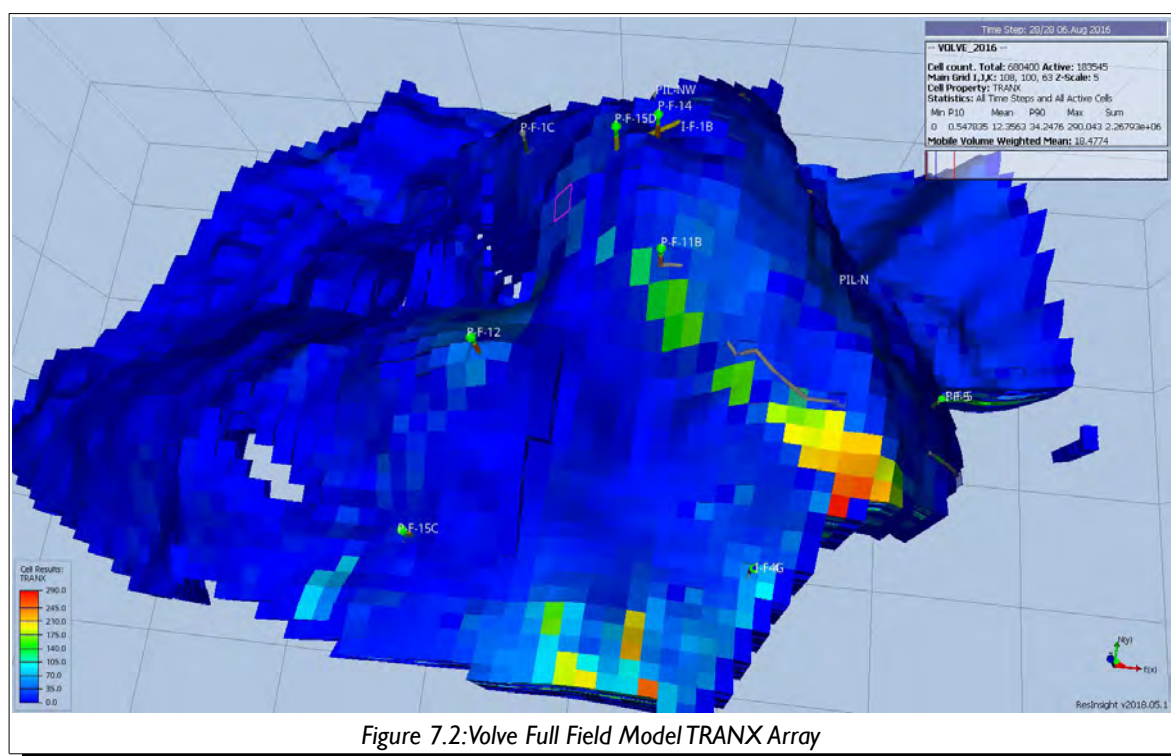 Time Step: 28/28 06.Aug 2016
-- VOLVE_2016 --
Cell count. Total: 680400 Active: 183545
Main Grid I,J,K: 108, 100, 63 Z-Scale: 5
Cell Property: TRANX
Statistics: All Time Steps and All Active Cells
Min P10 Mean P90 Max Sum
0 0.547835 12.3563 34.2476 290.043 2.26793e+06
Mobile Volume Weighted Mean: 18.4774
PIL-NW
P-F-14
P-F-1C
P-F-15D
I-F-1B
P-F-11B
PIL-N
P-F-12
P-F-15C
Cell Results:
TRANX
290.0
245.0
210.0
175.0
140.0
105.0
70.0
35.0
0.0
N(y)
E(x)
ResInsight v2018.05.1
Figure 7.2:Volve Full Field Model TRANX Array